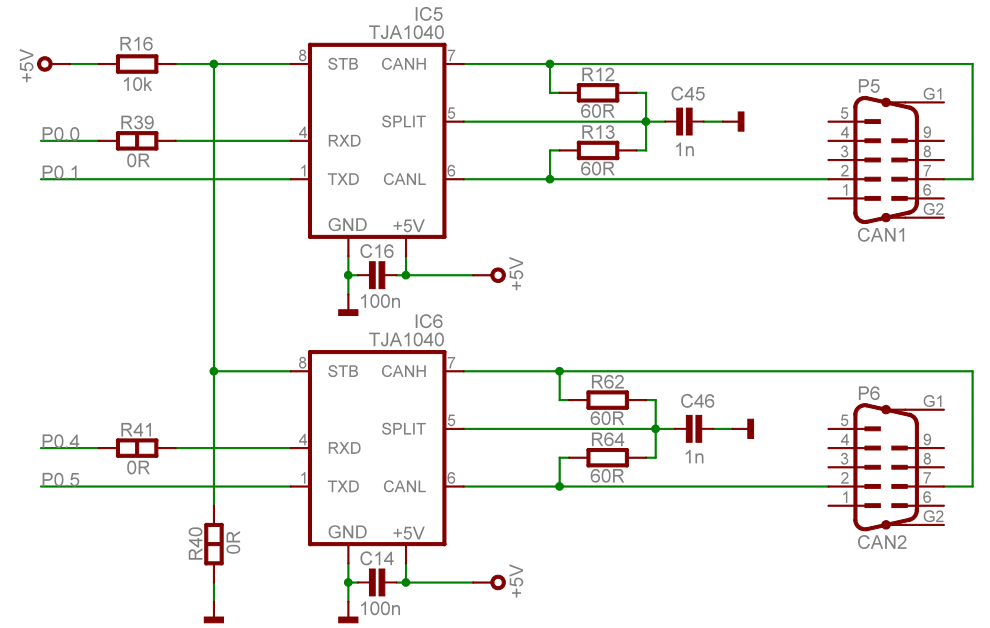 IC5
TJA1040
+5V
R16
10k
8
STB
CANH
7
R12
60R
C45
1n
P5
G1
R39
P0.0
0R
4
RXD
SPLIT
5
R13
60R
P0.1
1
TXD
CANL
6
5
4
3
2
1
9
8
7
6
G2
CAN1
GND
+5V
C16
100n
+5V
IC6
TJA1040
8
STB
CANH
7
R62
60R
C46
1n
P6
G1
R41
P0.4
0R
4
RXD
SPLIT
5
R64
60R
P0.5
1
TXD
CANL
6
5
4
3
2
1
9
8
7
6
G2
CAN2
R40
0R
GND
+5V
C14
100n
+5V